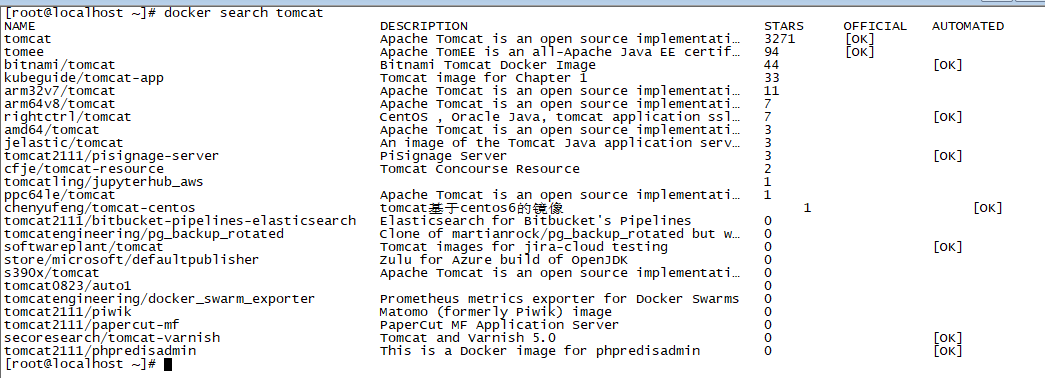 [root@localhost ~]# docker search tomcat
NAME DESCRIPTION STARS OFFICIAL AUTOMATED
tomcat Apache Tomcat is an open source implementati… 3271 [OK]
tomee Apache TomEE is an all-Apache Java EE certif… 94 [OK]
bitnami/tomcat Bitnami Tomcat Docker Image 44 [OK]
kubeguide/tomcat-app Tomcat image for Chapter 1 33
arm32v7/tomcat Apache Tomcat is an open source implementati… 11
arm64v8/tomcat Apache Tomcat is an open source implementati… 7
rightctrl/tomcat CentOS , Oracle Java, tomcat application ssl… 7 [OK]
amd64/tomcat Apache Tomcat is an open source implementati… 3
jelastic/tomcat An image of the Tomcat Java application serv… 3
tomcat2111/pisignage-server PiSignage Server 3 [OK]
cfje/tomcat-resource Tomcat Concourse Resource 2
tomcatling/jupyterhub_aws 1
ppc64le/tomcat Apache Tomcat is an open source implementati… 1
chenyufeng/tomcat-centos tomcat基于centos6的镜像 1 [OK]
tomcat2111/bitbucket-pipelines-elasticsearch Elasticsearch for Bitbucket's Pipelines 0
tomcatengineering/pg_backup_rotated Clone of martianrock/pg_backup_rotated but w… 0
softwareplant/tomcat Tomcat images for jira-cloud testing 0 [OK]
store/microsoft/defaultpublisher Zulu for Azure build of OpenJDK 0
s390x/tomcat Apache Tomcat is an open source implementati… 0
tomcat0823/auto1 0
tomcatengineering/docker_swarm_exporter Prometheus metrics exporter for Docker Swarms 0
tomcat2111/piwik Matomo (formerly Piwik) image 0
tomcat2111/papercut-mf PaperCut MF Application Server 0
secoresearch/tomcat-varnish Tomcat and Varnish 5.0 0 [OK]
tomcat2111/phpredisadmin This is a Docker image for phpredisadmin 0 [OK]
[root@localhost ~]#